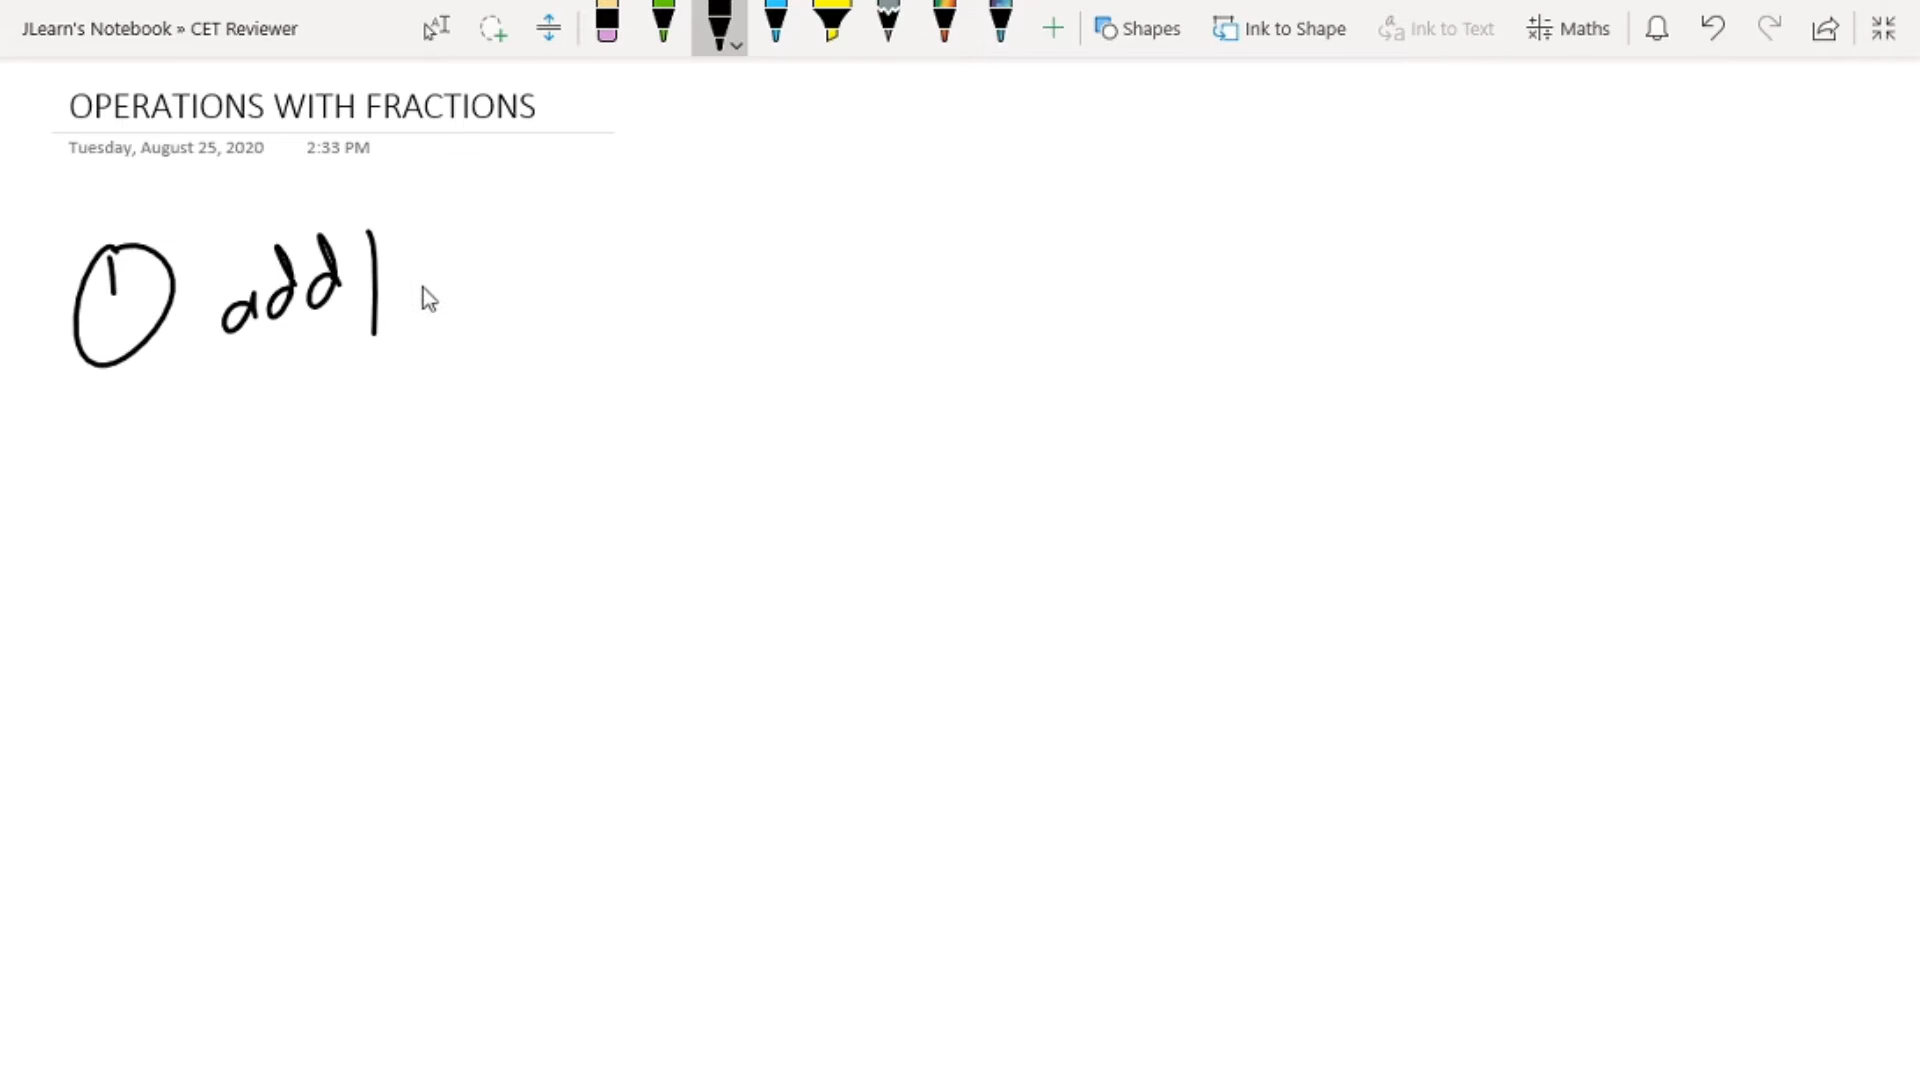 JLearn's Notebook » CET Reviewer Shapes Ink to Shape Ink to Text Maths
OPERATIONS WITH FRACTIONS
Tuesday, August 25, 2020 2:33 PM
① add |